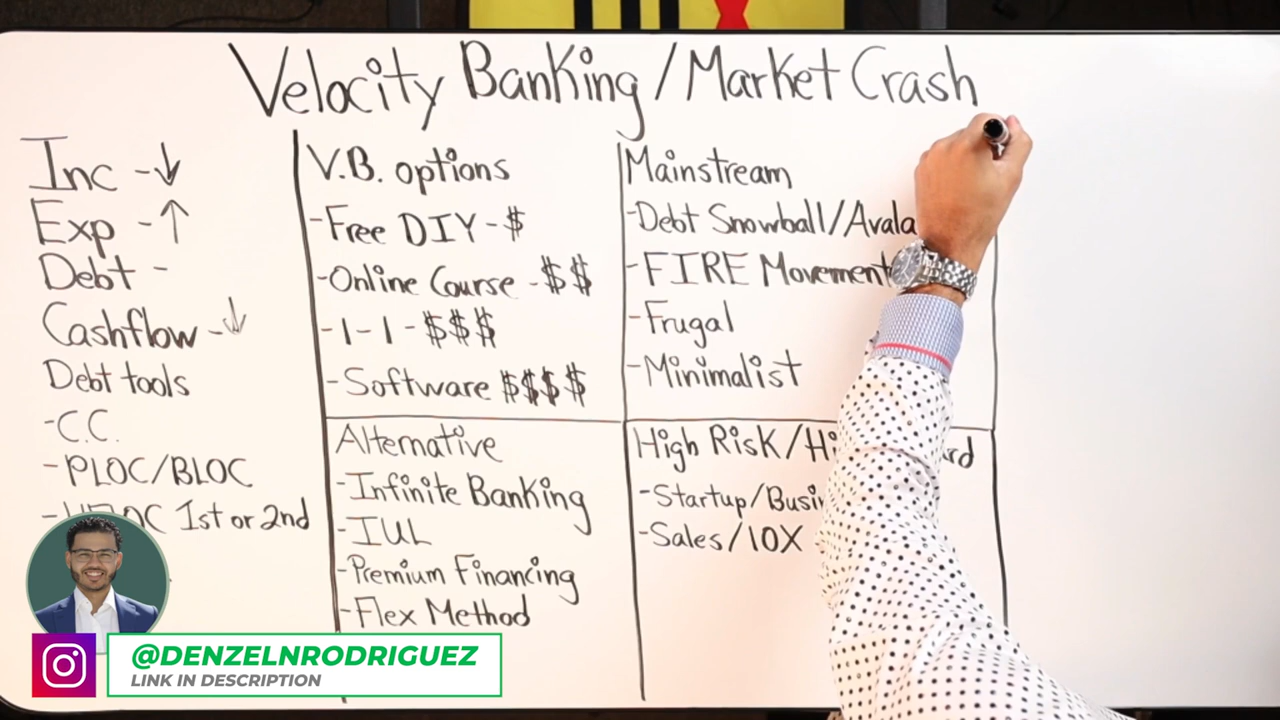 Velocity Banking / Market Crash
Inc - ↓
Exp - ↑
Debt -
Cashflow - ↓
Debt tools
- C.C.
- PLOC/BLOC
1st or 2nd
V.B. options
- Free DIY - $
- Online Course - $$
- 1-1 - $$$
- Software $$$$
Mainstream
- Debt Snowball/Avala
- FIRE Movement
- Frugal
- Minimalist
Alternative
- Infinite Banking
- IUL
- Premium Financing
- Flex Method
High Risk/Hi
- Startup/Busi
- Sales/10X
@DENZELNRODRIGUEZ
LINK IN DESCRIPTION